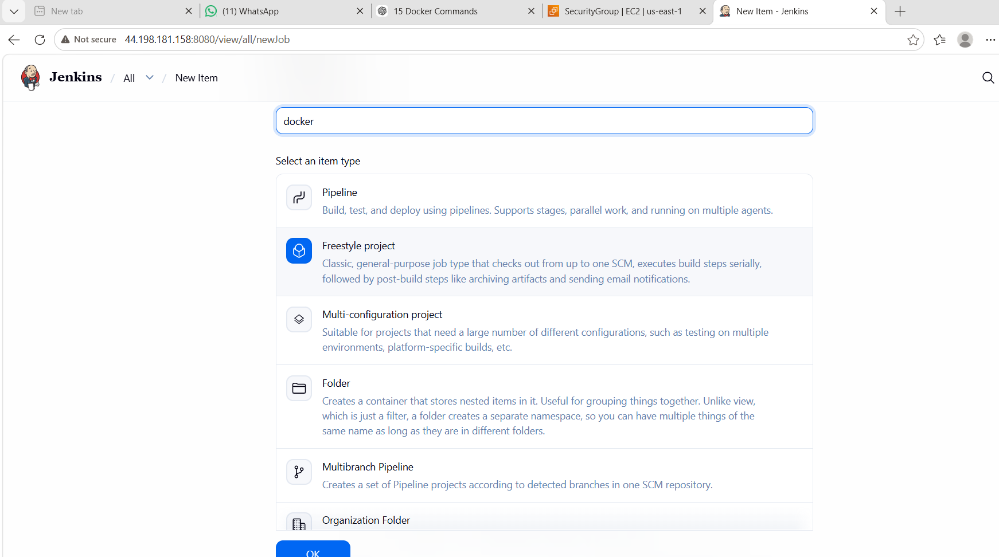 New tab
(11) WhatsApp
15 Docker Commands
SecurityGroup | EC2 | us-east-1
New Item - Jenkins
Not secure 44.198.181.158:8080/view/all/newJob
Jenkins / All / New Item
docker
Select an item type
Pipeline
Build, test, and deploy using pipelines. Supports stages, parallel work, and running on multiple agents.
Freestyle project
Classic, general-purpose job type that checks out from up to one SCM, executes build steps serially,
followed by post-build steps like archiving artifacts and sending email notifications.
Multi-configuration project
Suitable for projects that need a large number of different configurations, such as testing on multiple
environments, platform-specific builds, etc.
Folder
Creates a container that stores nested items in it. Useful for grouping things together. Unlike view,
which is just a filter, a folder creates a separate namespace, so you can have multiple things of the
same name as long as they are in different folders.
Multibranch Pipeline
Creates a set of Pipeline projects according to detected branches in one SCM repository.
Organization Folder
OK